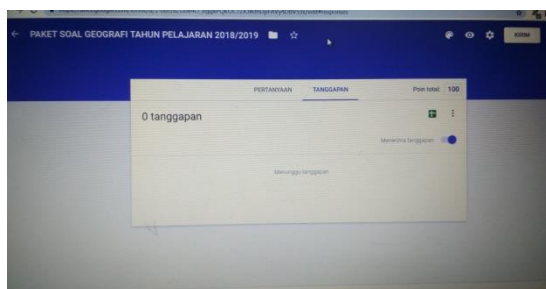 PAKET SOAL GEOGRAFI TAHUN PELAJARAN 2018/2019
KIRIM
PERTANYAAN TANGGAPAN Poin total: 100
0 tanggapan
Menerima tanggapan
Menunggu tanggapan